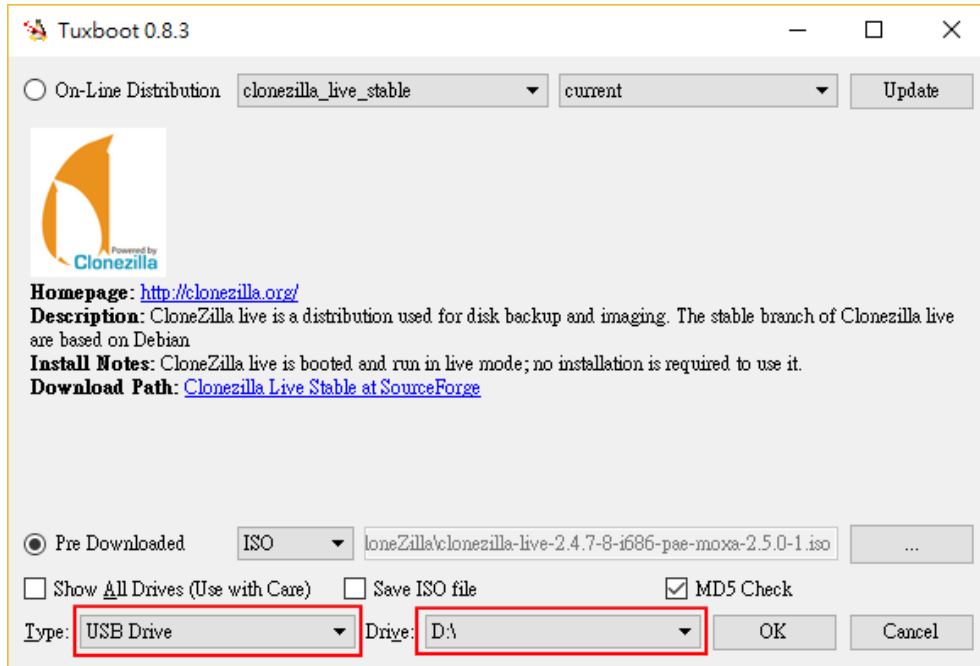 Tuxboot 0.8.3
On-Line Distribution clonezilla_live_stable current Update
Powered by
Clonezilla
Homepage: http://clonezilla.org/
Description: CloneZilla live is a distribution used for disk backup and imaging. The stable branch of Clonezilla live
are based on Debian
Install Notes: CloneZilla live is booted and run in live mode; no installation is required to use it.
Download Path: Clonezilla Live Stable at SourceForge
Pre Downloaded ISO loneZilla\clonezilla-live-2.4.7-8-i686-pae-moxa-2.5.0-1.iso ...
Show All Drives (Use with Care) Save ISO file MD5 Check
Type: USB Drive Drive: D:\ OK Cancel